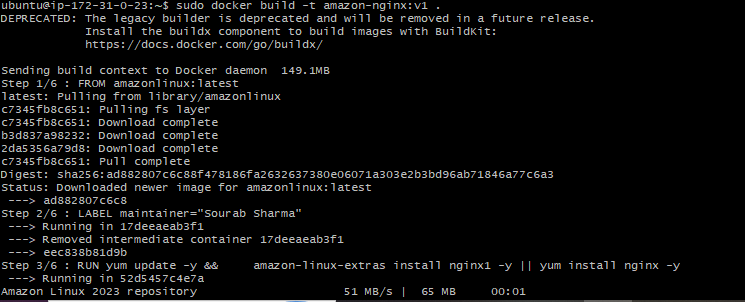 ubuntu@ip-172-31-0-23:~$ sudo docker build -t amazon-nginx:v1 .
DEPRECATED: The legacy builder is deprecated and will be removed in a future release.
            Install the buildx component to build images with BuildKit:
            https://docs.docker.com/go/buildx/
Sending build context to Docker daemon  149.1MB
Step 1/6 : FROM amazonlinux:latest
latest: Pulling from library/amazonlinux
c7345fb8c651: Pulling fs layer
c7345fb8c651: Download complete
b3d837a98232: Download complete
2da5356a79d8: Download complete
c7345fb8c651: Pull complete
Digest: sha256:ad882807c6c88f478186fa2632637380e06071a303e2b3bd96ab71846a77c6a3
Status: Downloaded newer image for amazonlinux:latest
 ---> ad882807c6c8
Step 2/6 : LABEL maintainer="Sourab Sharma"
 ---> Running in 17deeaeab3f1
 ---> Removed intermediate container 17deeaeab3f1
 ---> eec838b81d9b
Step 3/6 : RUN yum update -y &&     amazon-linux-extras install nginx1 -y || yum install nginx -y
 ---> Running in 52d5457c4e7a
Amazon Linux 2023 repository                     51 MB/s |  65 MB     00:01